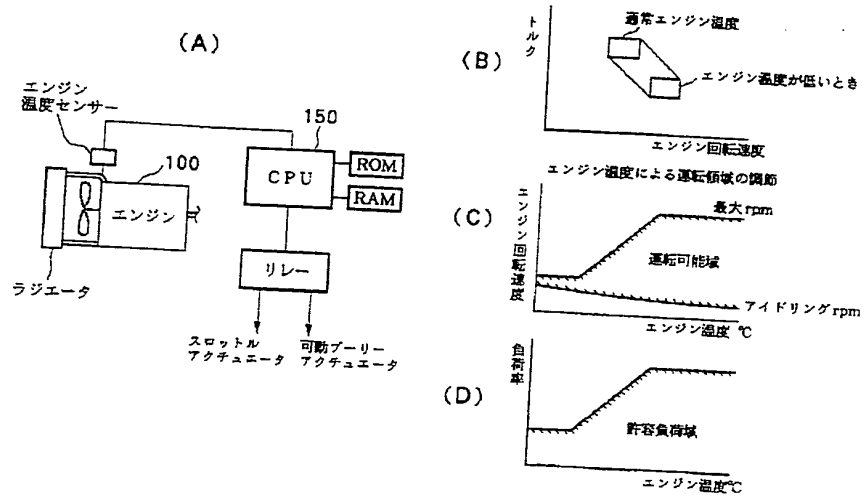 (A)
エンジン
温度センサー
100
エンジン
ラジエータ
150
CPU
ROM
RAM
リレー
スロットル
アクチュエータ
可動プーリー
アクチュエータ
(B)
トルク
通常エンジン温度
エンジン温度が低いとき
エンジン回転速度
エンジン温度による運転領域の調節
(C)
エンジン回転速度
最大rpm
運転可能域
アイドリングrpm
エンジン温度 ℃
(D)
負荷率
許容負荷域
エンジン温度℃